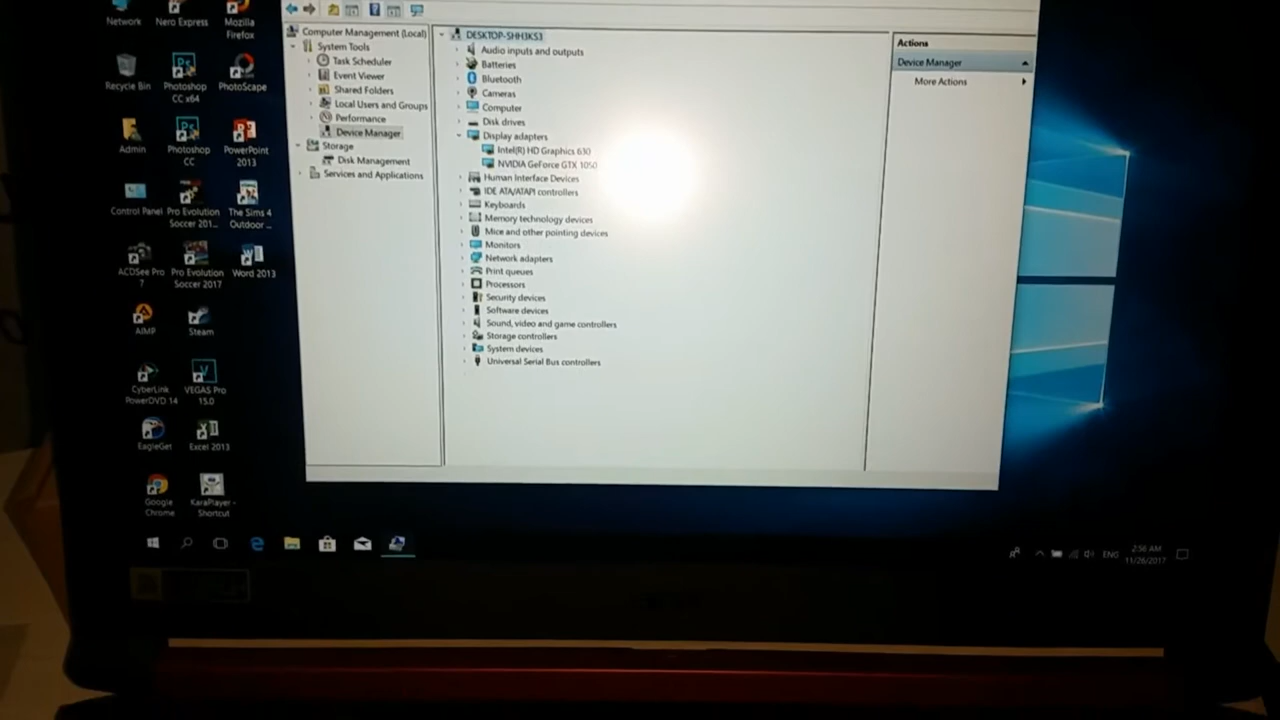 Network
Nero Express
Mozilla
Firefox
Recycle Bin
Photoshop
CC x64
PhotoScape
Admin
Photoshop
CC
PowerPoint
2013
Control Panel
Pro Evolution
Soccer 201...
The Sims 4
Outdoor ...
ACDSee Pro
7
Pro Evolution
Soccer 2017
Word 2013
AIMP
Steam
CyberLink
PowerDVD 14
VEGAS Pro
15.0
EagleGet
Excel 2013
Google
Chrome
KaraPlayer -
Shortcut
Computer Management (Local)
System Tools
Task Scheduler
Event Viewer
Shared Folders
Local Users and Groups
Performance
Device Manager
Storage
Disk Management
Services and Applications
DESKTOP-SHH3KS3
Audio inputs and outputs
Batteries
Bluetooth
Cameras
Computer
Disk drives
Display adapters
Intel(R) HD Graphics 630
NVIDIA GeForce GTX 1050
Human Interface Devices
IDE ATA/ATAPI controllers
Keyboards
Memory technology devices
Mice and other pointing devices
Monitors
Network adapters
Print queues
Processors
Security devices
Software devices
Sound, video and game controllers
Storage controllers
System devices
Universal Serial Bus controllers
Actions
Device Manager
More Actions
ENG
2:56 AM
11/26/2017